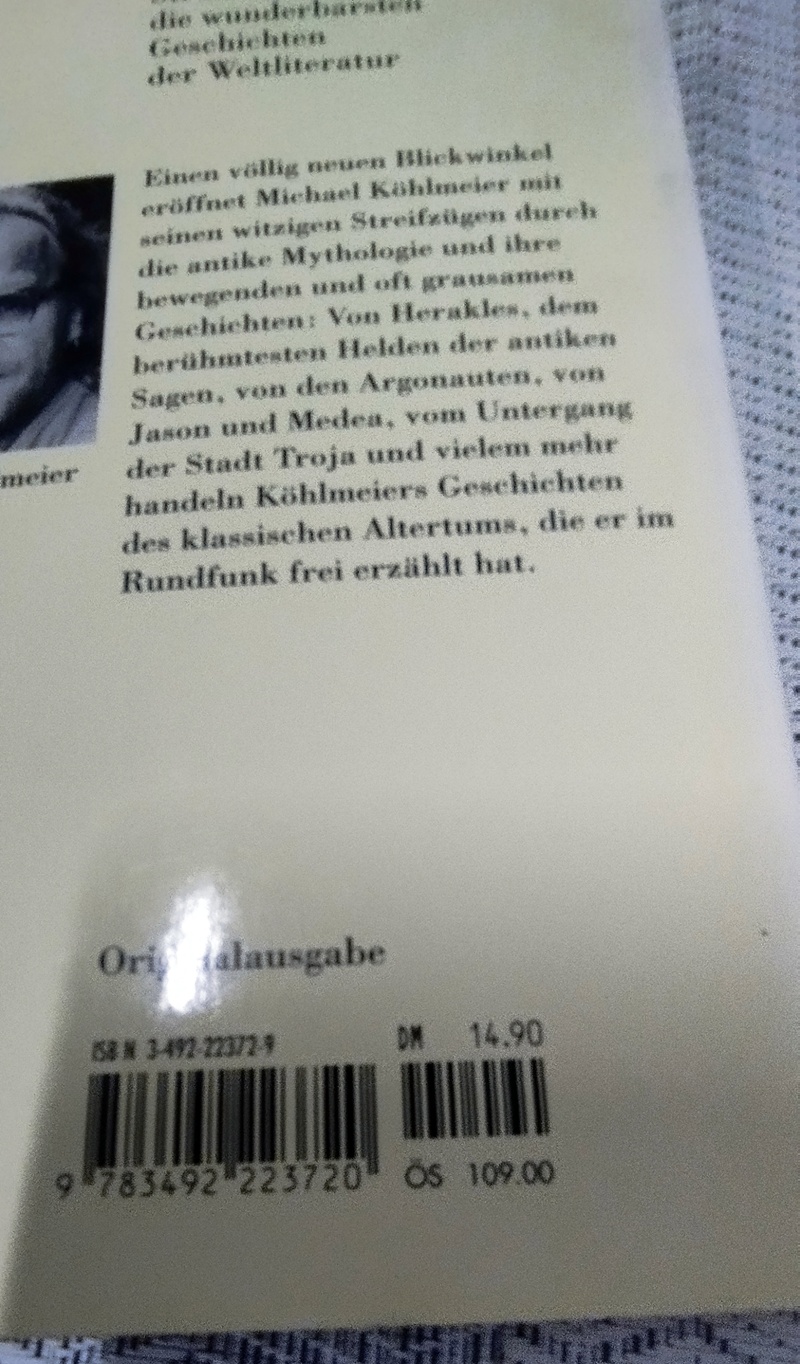 die wunderbarsten
Geschichten
der Weltliteratur
Einen völlig neuen Blickwinkel
eröffnet Michael Köhlmeier mit
seinen witzigen Streifzügen durch
die antike Mythologie und ihre
bewegenden und oft grausamen
Geschichten: Von Herakles, dem
berühmtesten Helden der antiken
Sagen, von den Argonauten, von
Jason und Medea, vom Untergang
der Stadt Troja und vielem mehr
handeln Köhlmeiers Geschichten
des klassischen Altertums, die er im
Rundfunk frei erzählt hat.
meier
Originalausgabe
ISBN 3-492-22372-9
DM 14.90
9 783492 223720
ÖS 109.00